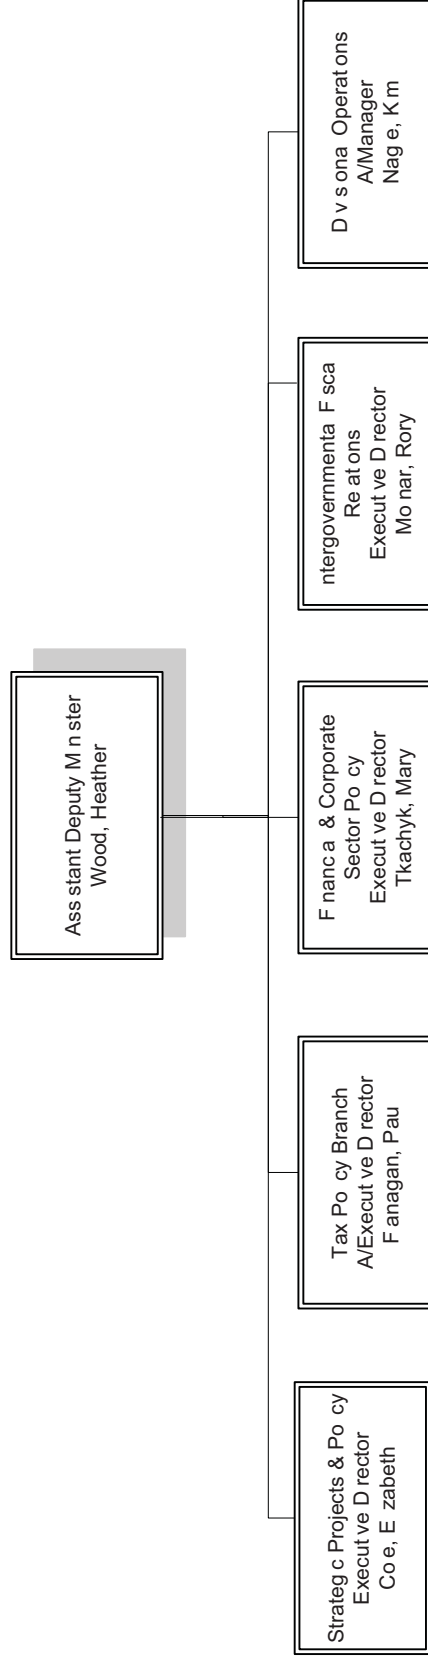 Ass stant Deputy M n ster
Wood, Heather
Strateg c Projects & Po cy
Execut ve D rector
Co e, E zabeth
Tax Po cy Branch
A/Execut ve D rector
F anagan, Pau
F nanc a & Corporate
Sector Po cy
Execut ve D rector
Tkachyk, Mary
ntergovernmenta F sca
Re at ons
Execut ve D rector
Mo nar, Rory
D v s ona Operat ons
A/Manager
Nag e, K m